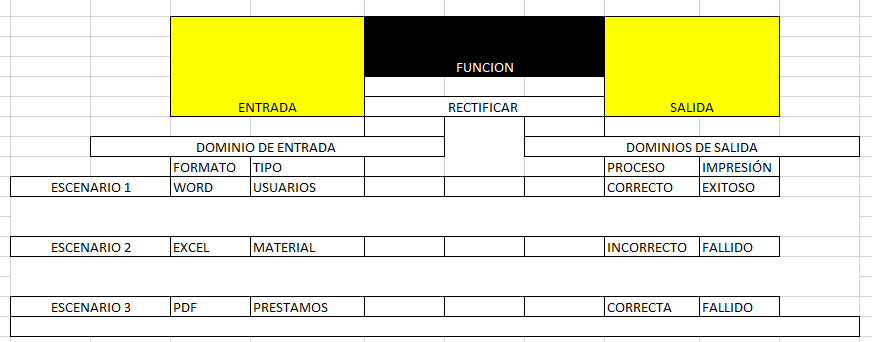 FUNCION
ENTRADA RECTIFICAR SALIDA
DOMINIO DE ENTRADA DOMINIOS DE SALIDA
FORMATO TIPO PROCESO IMPRESIÓN
ESCENARIO 1 WORD USUARIOS CORRECTO EXITOSO
ESCENARIO 2 EXCEL MATERIAL INCORRECTO FALLIDO
ESCENARIO 3 PDF PRESTAMOS CORRECTA FALLIDO